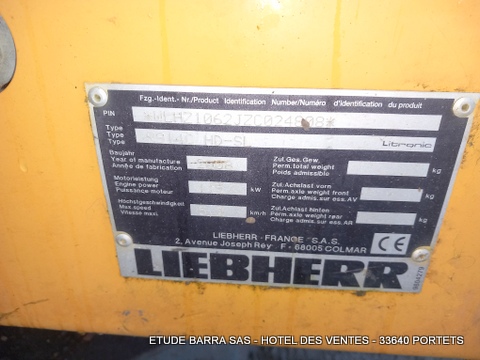 Fzg.-Ident.- Nr./Product Identification Number/Numéro d'Identification du produit
PIN
Type
Type HD-SL Litronic
Type
Baujahr
Year of manufacture
Année de fabrication
Zul.Ges.Gew.
Perm.total weight
Poids admissible
kg
Motorleistung
Engine power
Puissance moteur
kW
Zul.Achslast vorn
Perm.axle weight front
Charge admis.sur ess.AV
kg
Höchstgeschwindigkeit
Max.speed
Vitesse maxi.
km/h
Zul.Achslast hinten
Perm.axle weight rear
Charge admis.sur ess.AR
kg
LIEBHERR - FRANCE S.A.S.
2, Avenue Joseph Rey F - 68005 COLMAR
CE
LIEBHERR
ETUDE BARRA SAS - HOTEL DES VENTES - 33640 PORTETS